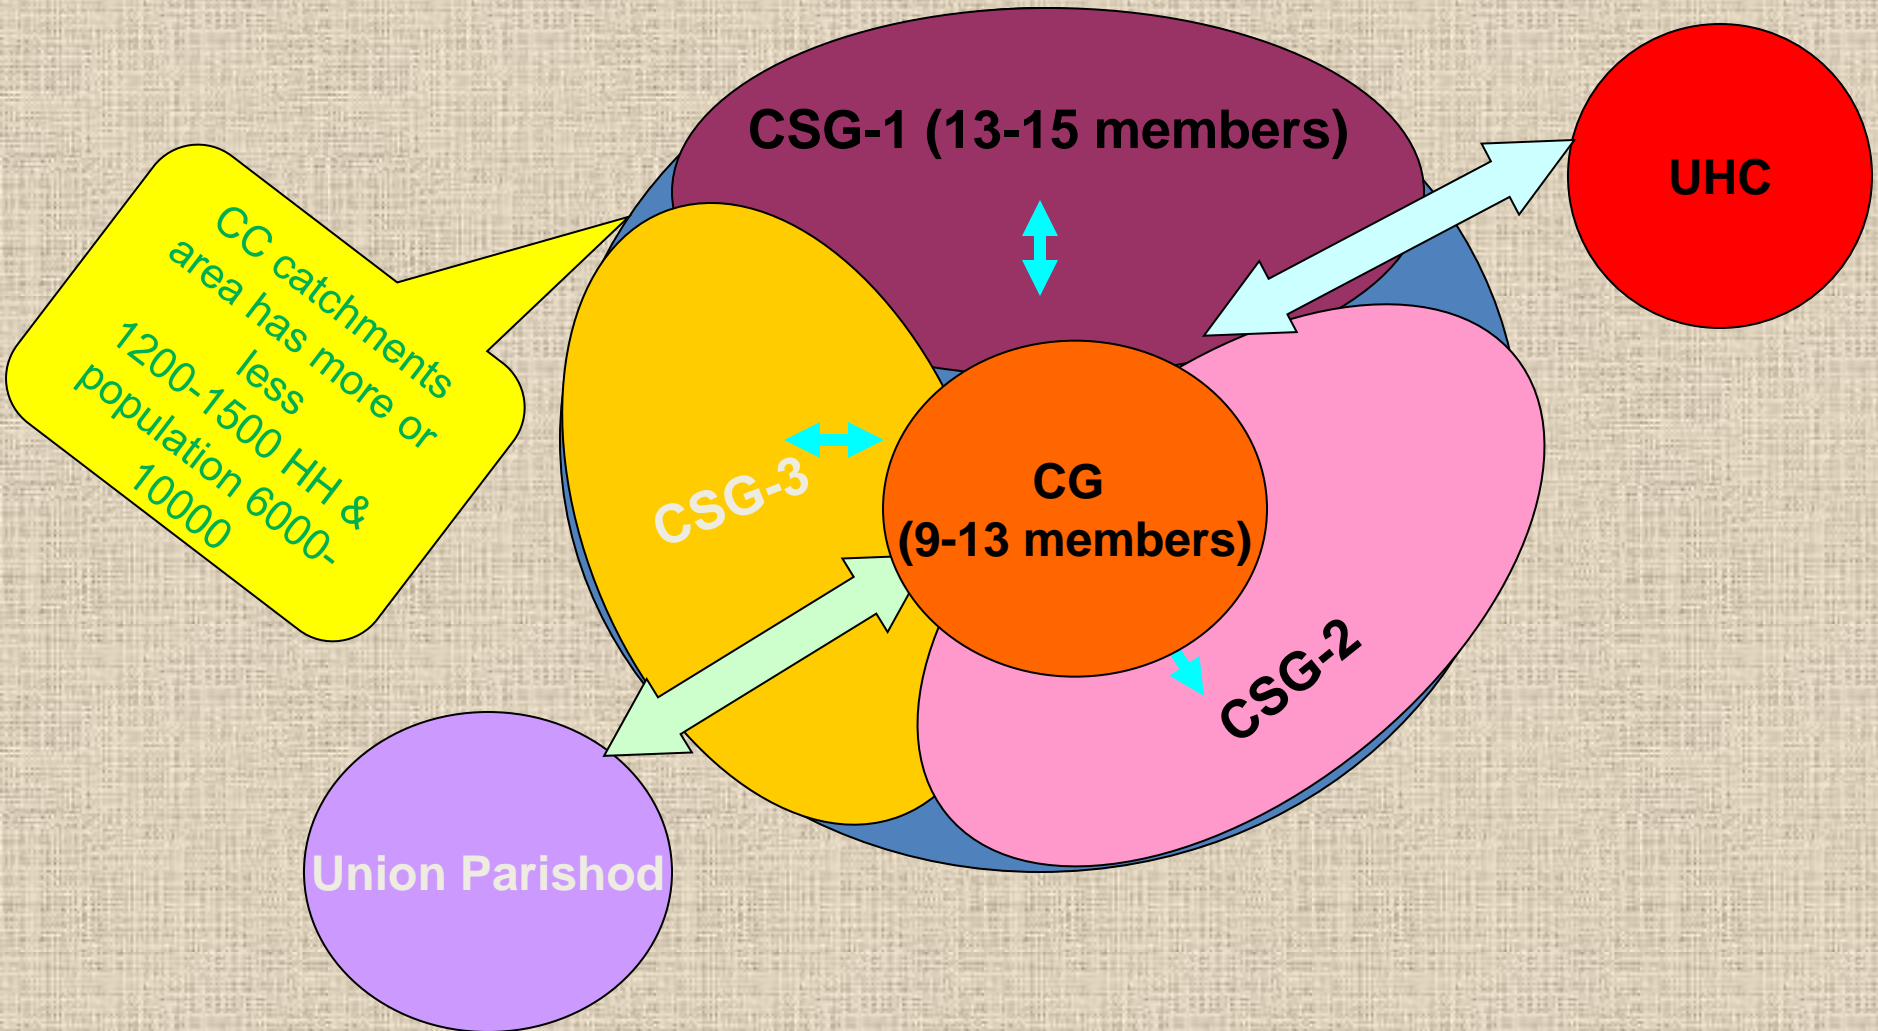 CSG-1 (13-15 members)
UHC
CC catchments
area has more or
less
1200-1500 HH &
population 6000-
10000
CSG-3
CG
(9-13 members)
CSG-2
Union Parishod